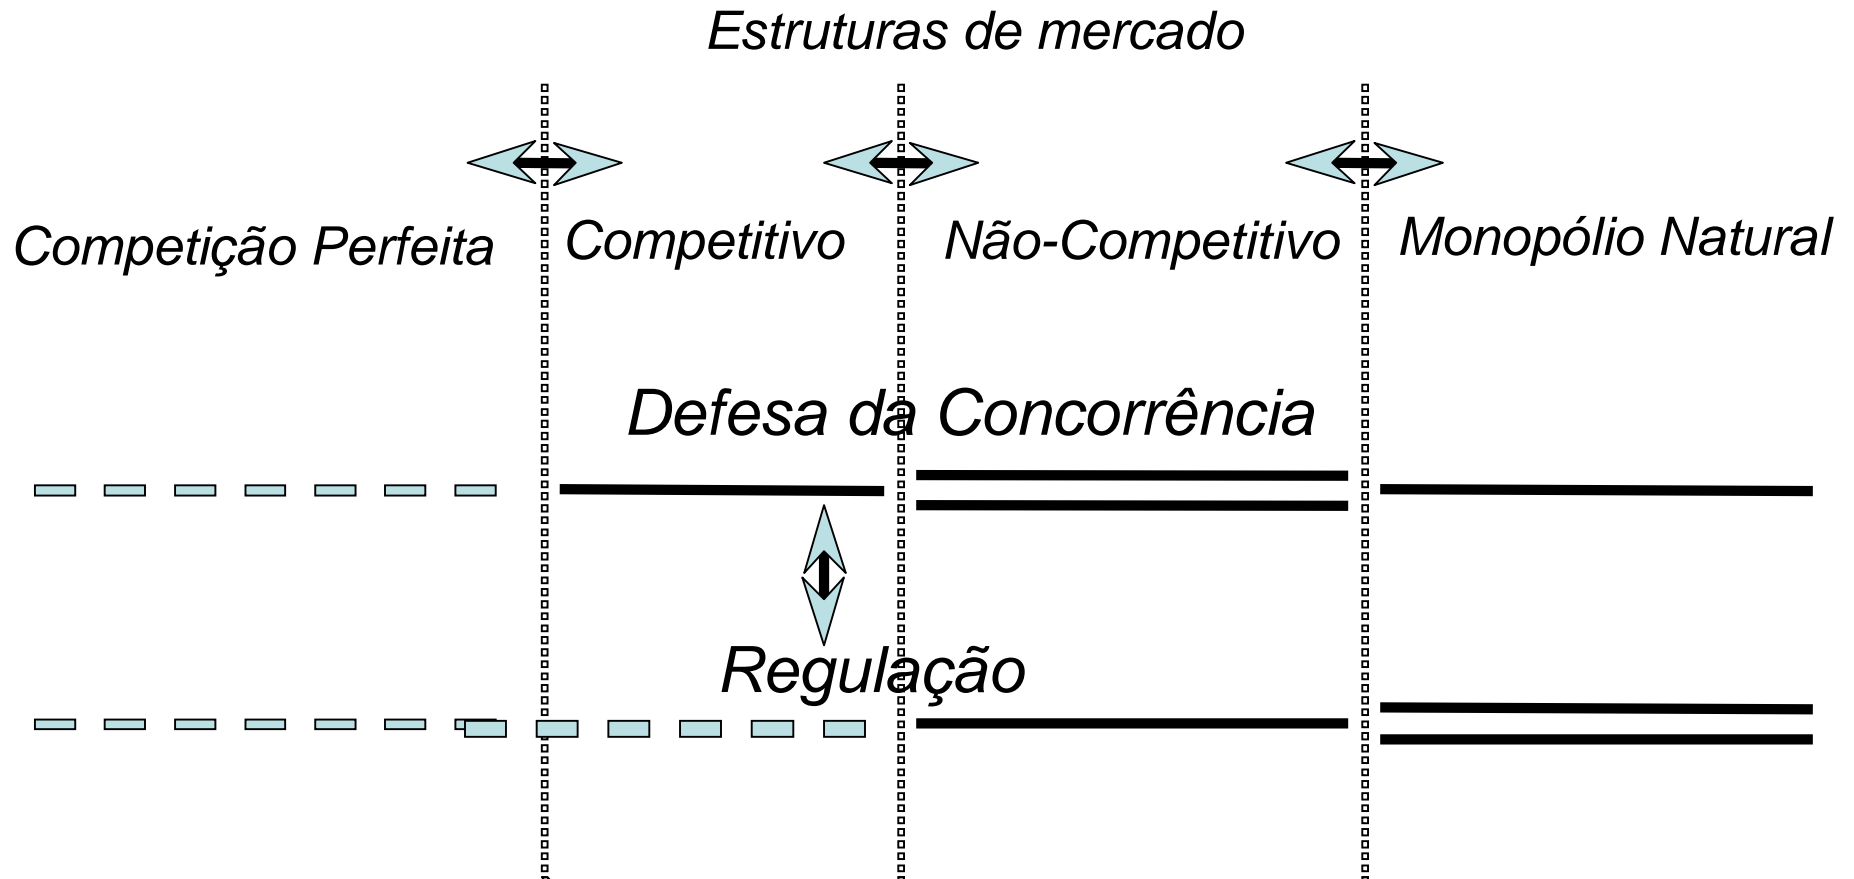 Estruturas de mercado
Competição Perfeita
Competitivo
Não-Competitivo
Monopólio Natural
Defesa da Concorrência
Regulação